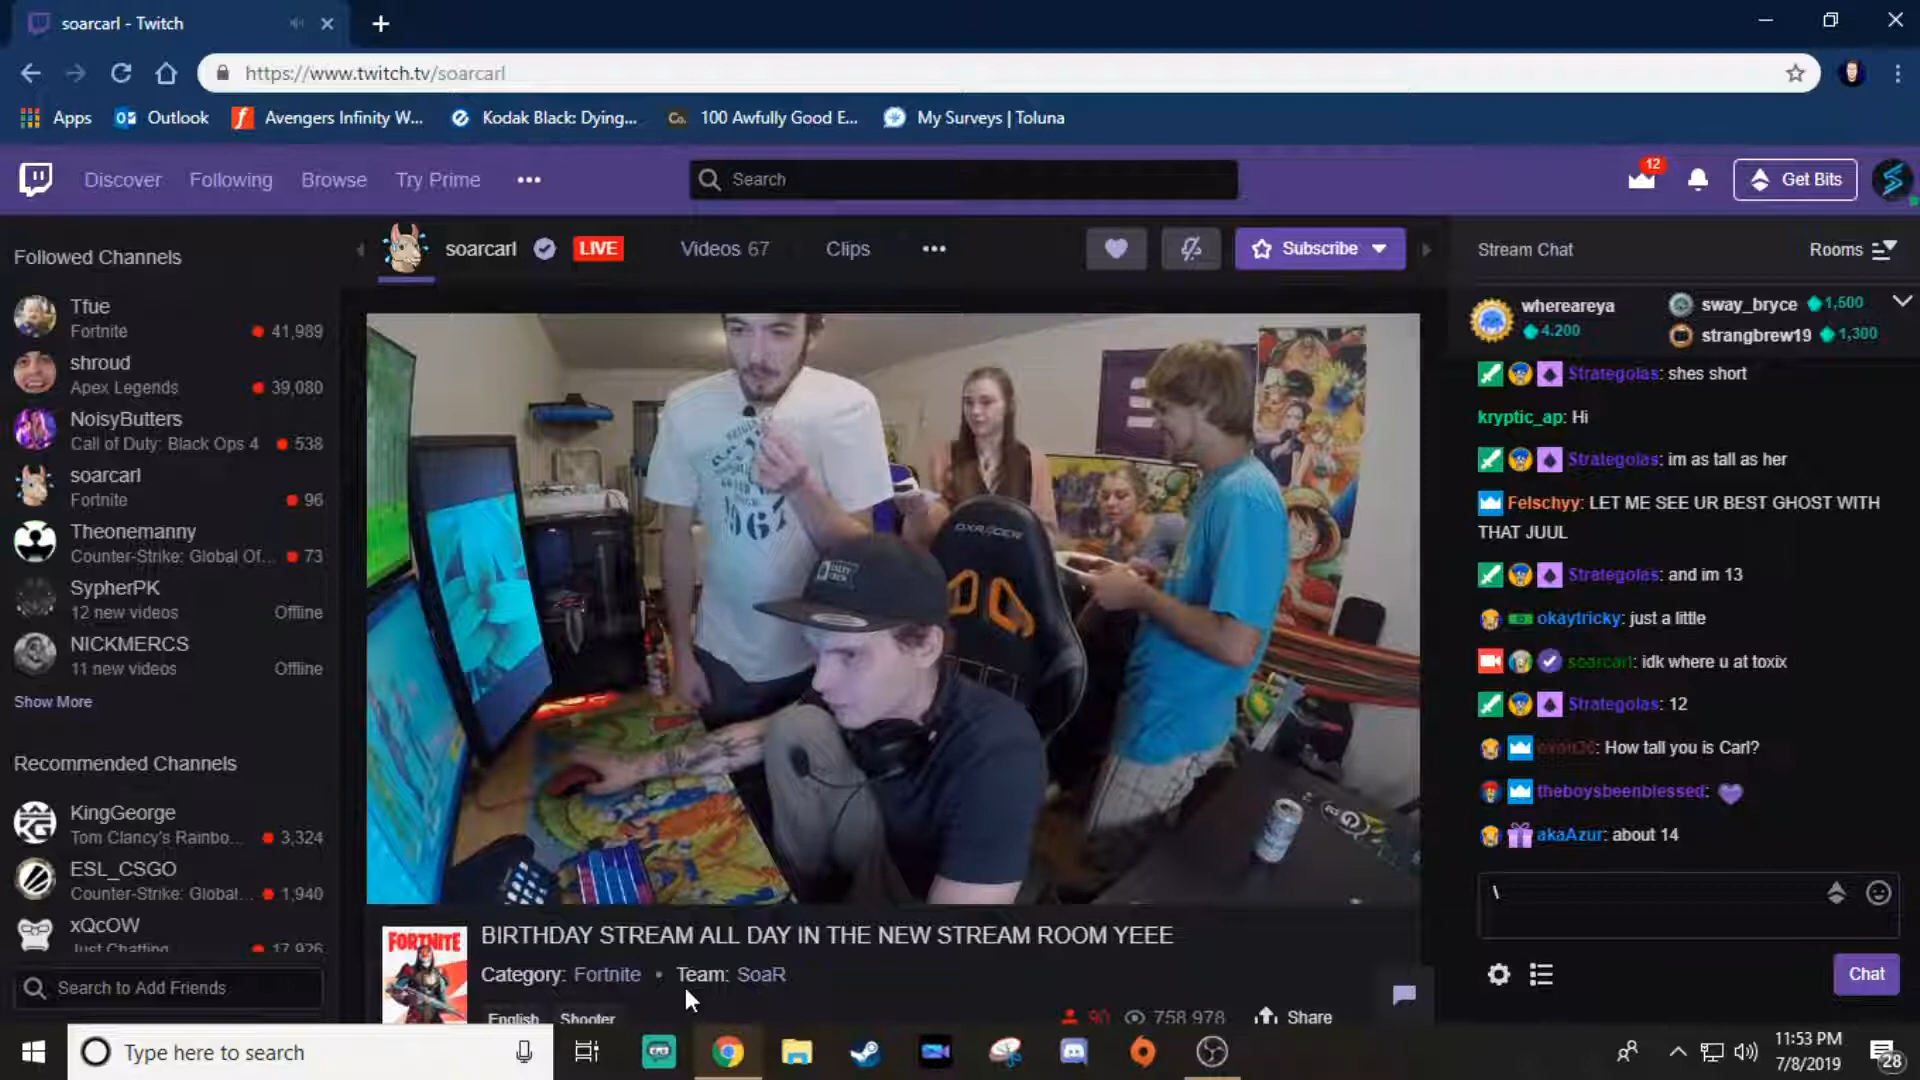 soarcarl - Twitch
https://www.twitch.tv/soarcarl
Apps
Outlook
Avengers Infinity W...
Kodak Black: Dying...
100 Awfully Good E...
My Surveys | Toluna
Discover
Following
Browse
Try Prime
Search
12
Get Bits
Followed Channels
Tfue
Fortnite
41,989
shroud
Apex Legends
39,080
NoisyButters
Call of Duty: Black Ops 4
538
soarcarl
Fortnite
96
Theonemanny
Counter-Strike: Global Of...
73
SypherPK
12 new videos
Offline
NICKMERCS
11 new videos
Offline
Show More
Recommended Channels
KingGeorge
Tom Clancy's Rainbo...
3,324
ESL_CSGO
Counter-Strike: Global...
1,940
xQcOW
Just Chatting
17,926
Search to Add Friends
soarcarl
LIVE
Videos 67
Clips
Subscribe
DXRACER
FORTNITE
BIRTHDAY STREAM ALL DAY IN THE NEW STREAM ROOM YEEE
Category: Fortnite • Team: SoaR
English
Shooter
90
758,978
Share
Stream Chat
Rooms
whereareya
4,200
sway_bryce
1,500
strangbrew19
1,300
Strategolas: shes short
kryptic_ap: Hi
Strategolas: im as tall as her
Felschyy: LET ME SEE UR BEST GHOST WITH
THAT JUUL
Strategolas: and im 13
okaytricky: just a little
soarcarl: idk where u at toxix
Strategolas: 12
: How tall you is Carl?
theboysbeenblessed:
akaAzur: about 14
\
Chat
Type here to search
11:53 PM
7/8/2019
28